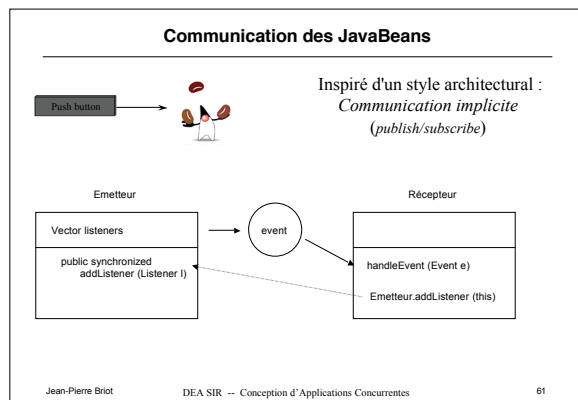 Communication des JavaBeans
Push button
Inspiré d'un style architectural :
Communication implicite
(publish/subscribe)
Emetteur
Récepteur
Vector listeners
event
public synchronized
addListener (Listener l)
handleEvent (Event e)
Emetteur.addListener (this)
Jean-Pierre Briot
DEA SIR -- Conception d'Applications Concurrentes
61